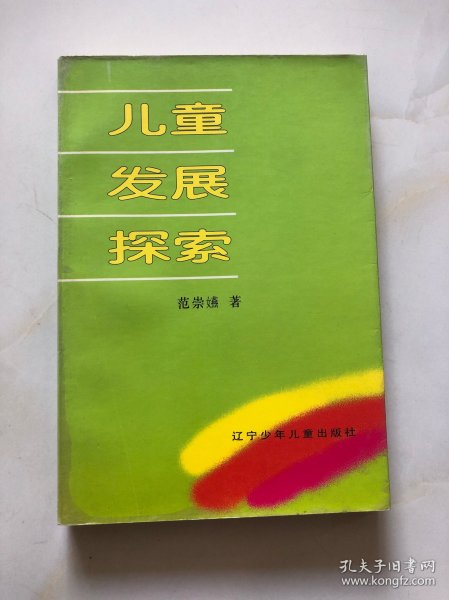 儿童
发展
探索
范崇嬿 著
辽宁少年儿童出版社
孔夫子旧书网
www.kongfz.com